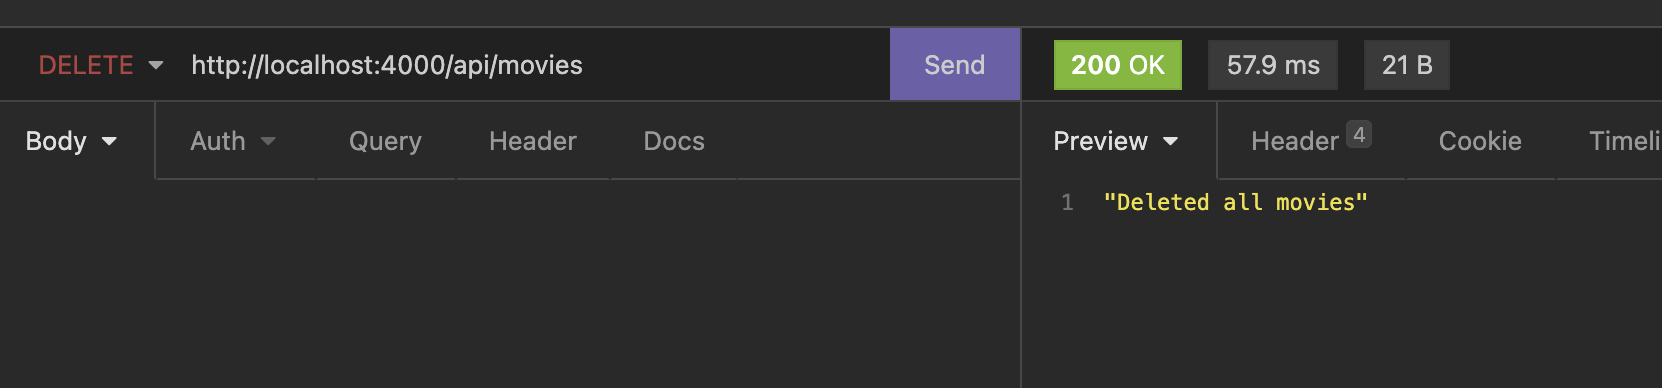 DELETE http://localhost:4000/api/movies Send 200 OK 57.9 ms 21 B
Body Auth Query Header Docs Preview Header 4 Cookie Timeli
1 "Deleted all movies"